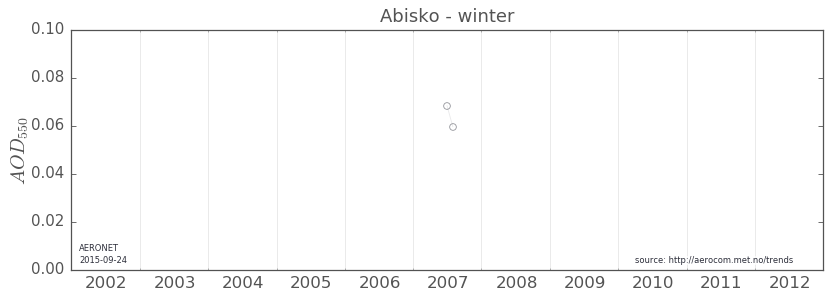 Abisko - winter
0.10
0.08
0.06
0.04
0.02
0.00
AOD550
AERONET
2015-09-24
source: http://aerocom.met.no/trends
2002 2003 2004 2005 2006 2007 2008 2009 2010 2011 2012